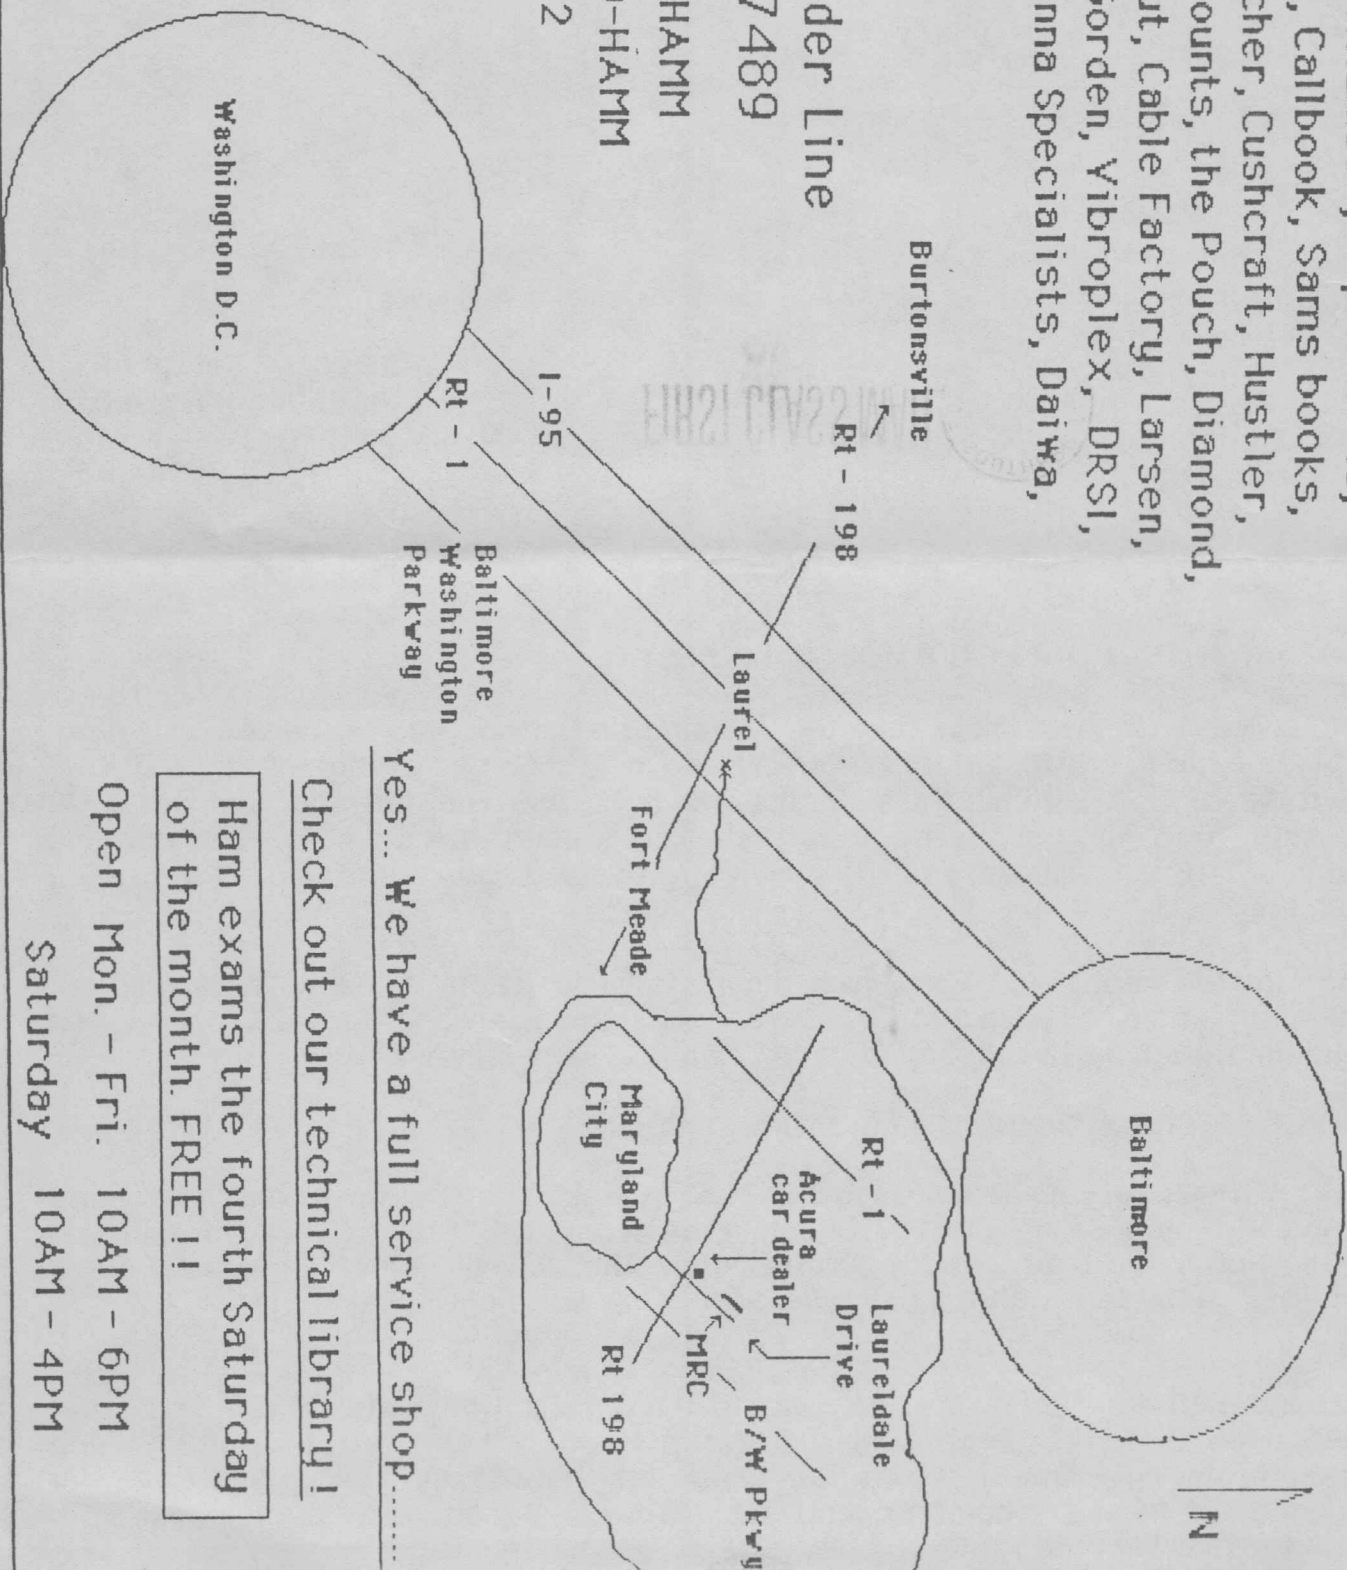 , Callbook, Sams books,
cher, Cushcraft, Hustler,
ounts, the Pouch, Diamond,
ut, Cable Factory, Larsen,
Gorden, Vibroplex, DRSI,
nna Specialists, Daiwa,
der Line
7489
HAMM
-HAMM
2
Burtonsville
Rt - 198
FIRST CLASS MAIL
I-95
Rt - 1
Washington D.C.
Baltimore
Washington
Parkway
Laurel
Fort Meade
Baltimore
N
Rt - 1
Laureldale
Drive
Acura
car dealer
Maryland
City
MRC
B/W Pkwy
Rt 198
Yes... We have a full service shop.......
Check out our technical library!
Ham exams the fourth Saturday
of the month. FREE !!
Open Mon. - Fri. 10AM - 6PM
Saturday 10AM - 4PM